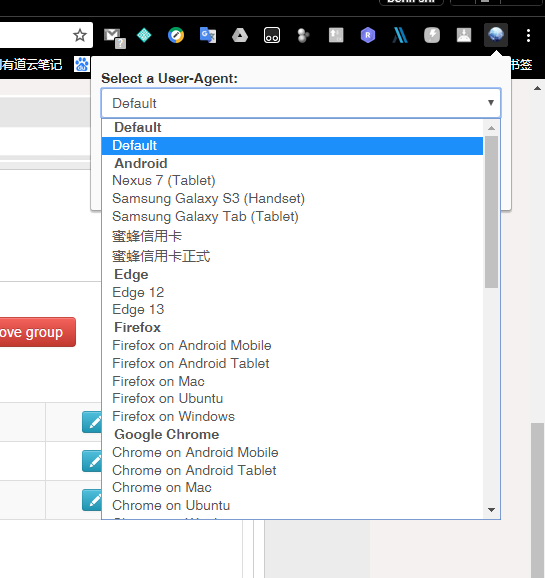 ?
刂有道云笔记
书签
Select a User-Agent:
Default
Default
Default
Android
Nexus 7 (Tablet)
Samsung Galaxy S3 (Handset)
Samsung Galaxy Tab (Tablet)
蜜蜂信用卡
蜜蜂信用卡正式
Edge
Edge 12
Edge 13
Firefox
Firefox on Android Mobile
Firefox on Android Tablet
Firefox on Mac
Firefox on Ubuntu
Firefox on Windows
ove group
Google Chrome
Chrome on Android Mobile
Chrome on Android Tablet
Chrome on Mac
Chrome on Ubuntu